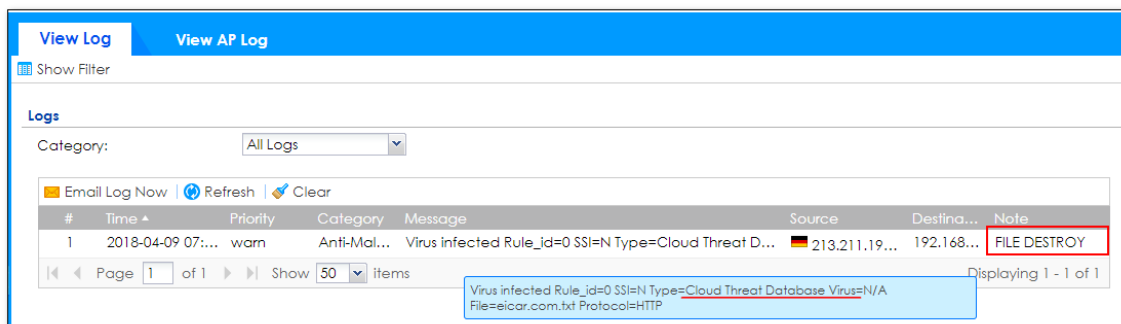 View Log View AP Log
Show Filter
Logs
Category: All Logs
Email Log Now Refresh Clear
# Time Priority Category Message Source Destina... Note
1 2018-04-09 07:... warn Anti-Mal... Virus infected Rule_id=0 SSI=N Type=Cloud Threat D... 213.211.19... 192.168... FILE DESTROY
Page 1 of 1 Show 50 items Displaying 1 - 1 of 1
Virus infected Rule_id=0 SSI=N Type=Cloud Threat Database Virus=N/A
File=eicar.com.txt Protocol=HTTP